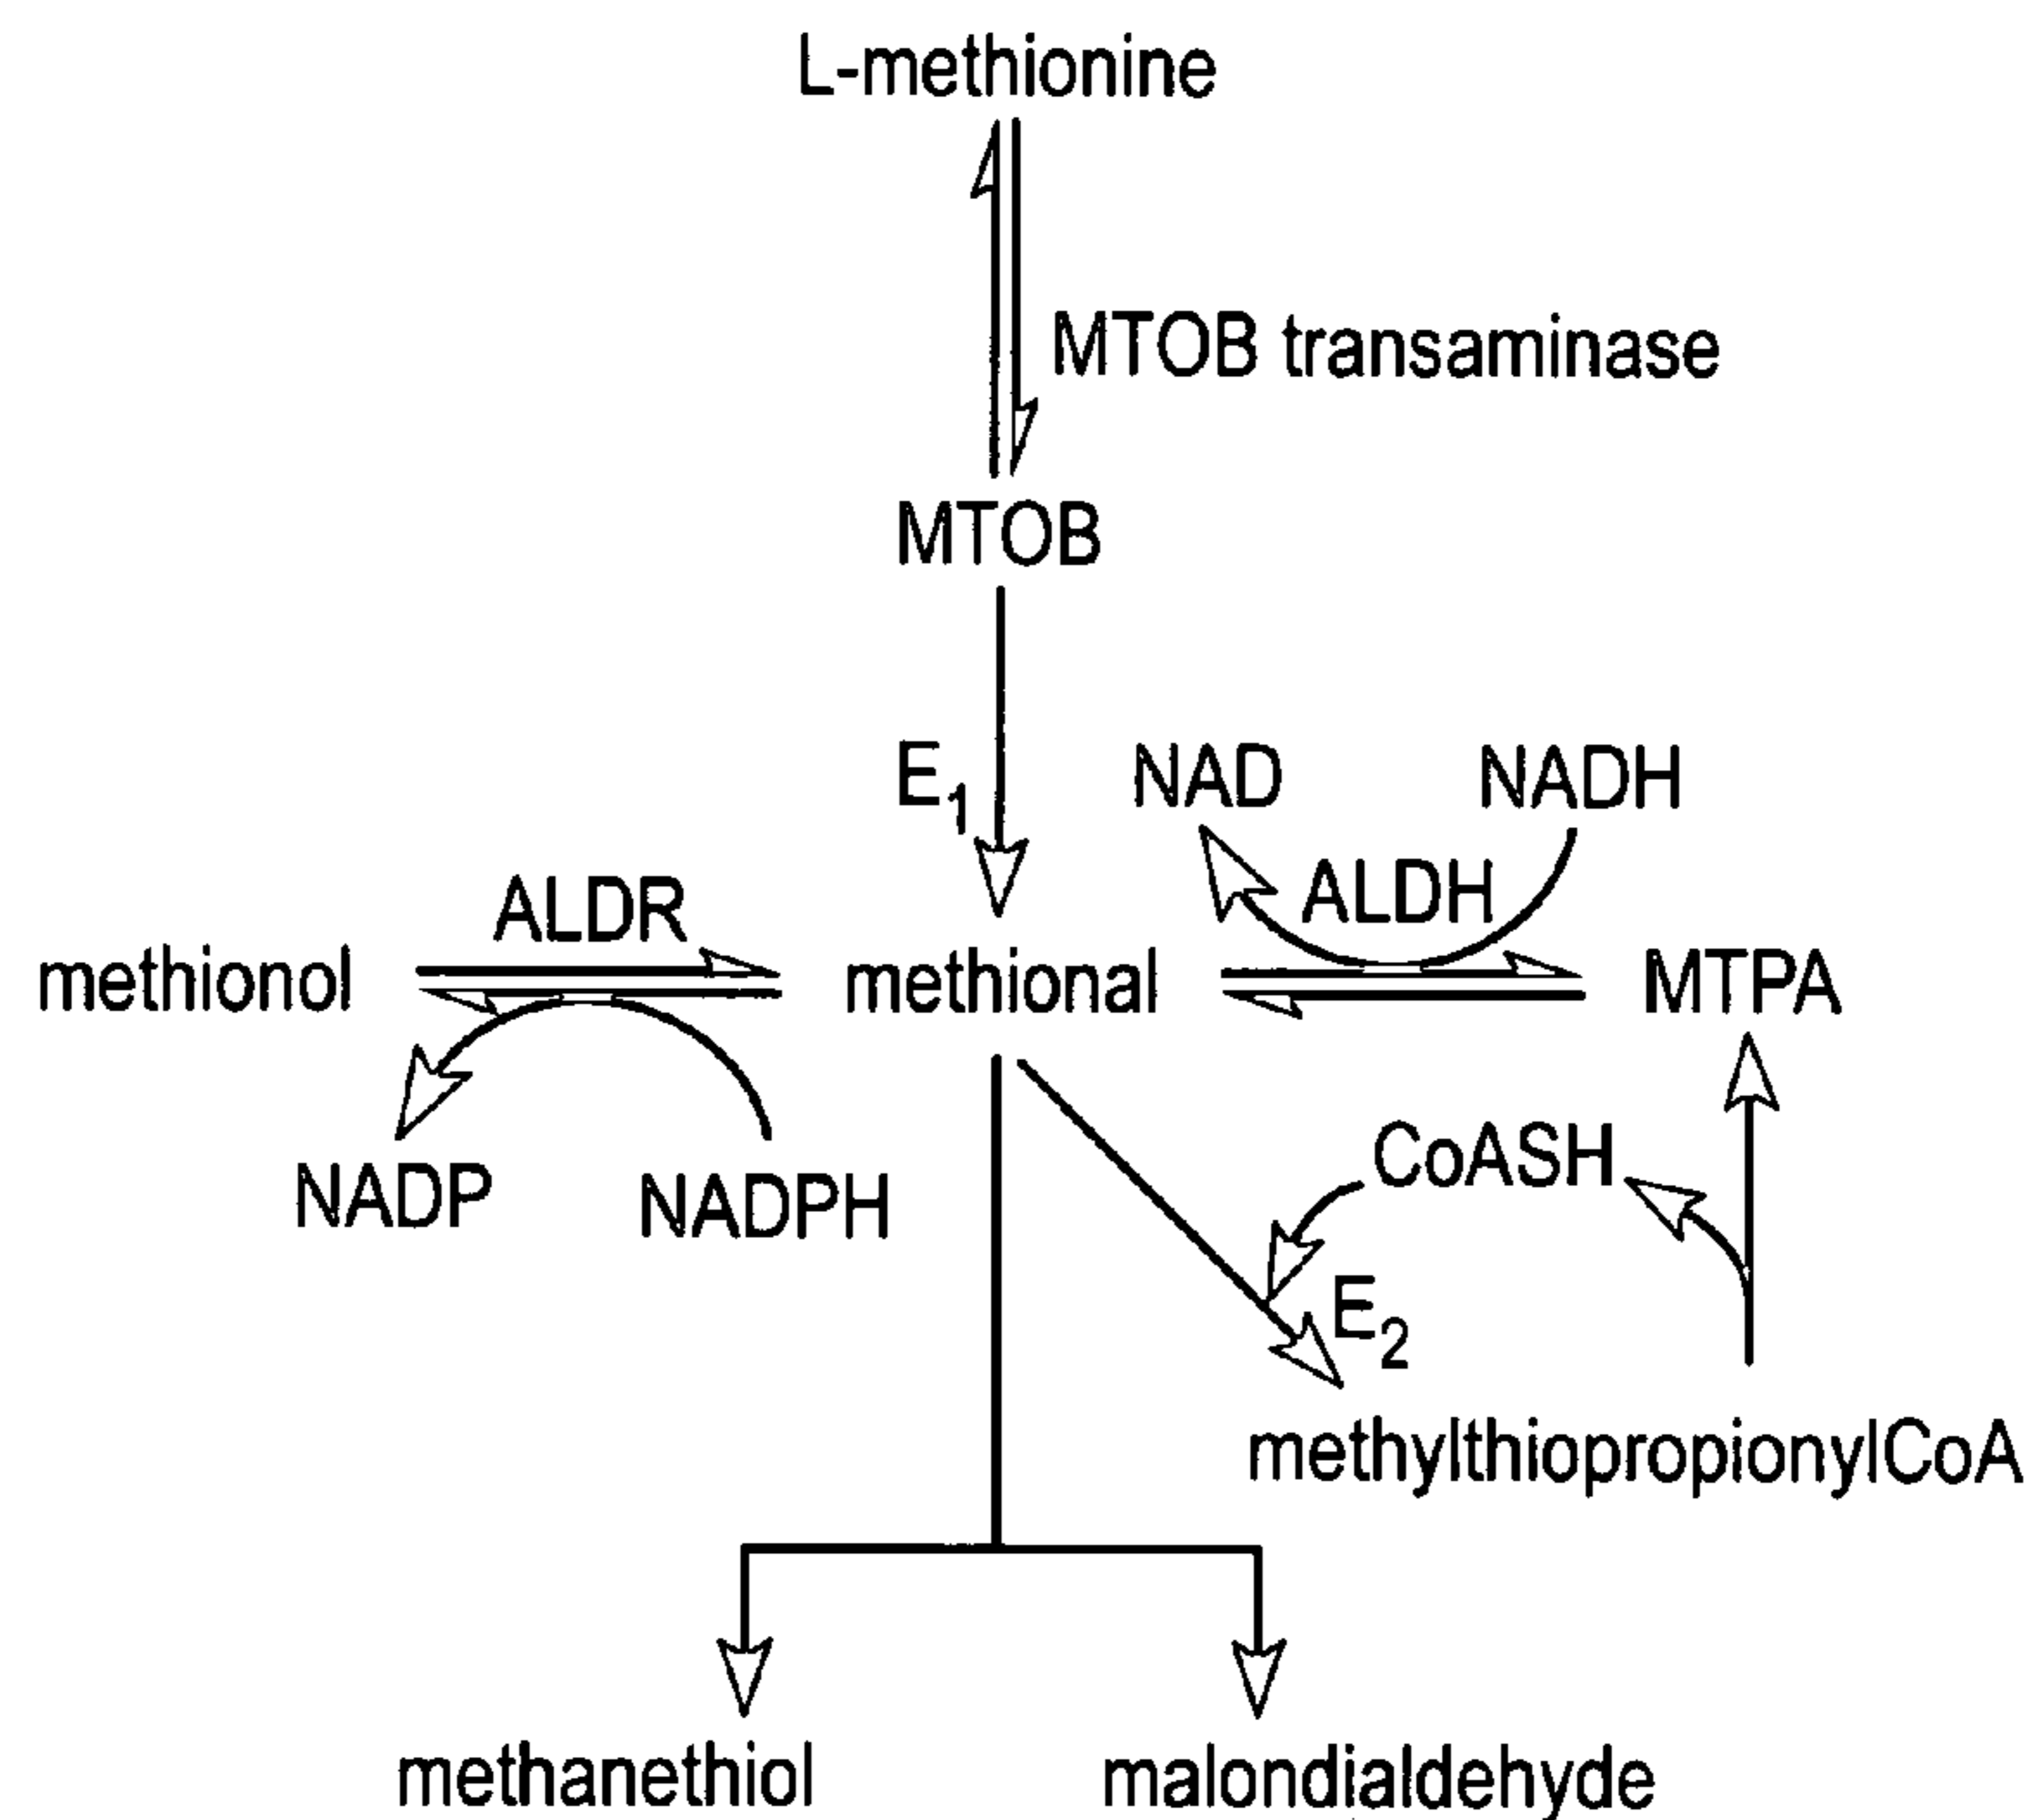 L-methionine
MTOB transaminase
MTOB
E₁
NAD
NADH
ALDR
ALDH
methionol
methional
MTPA
NADP
NADPH
CoASH
E₂
methylthiopropionylCoA
methanethiol
malondialdehyde